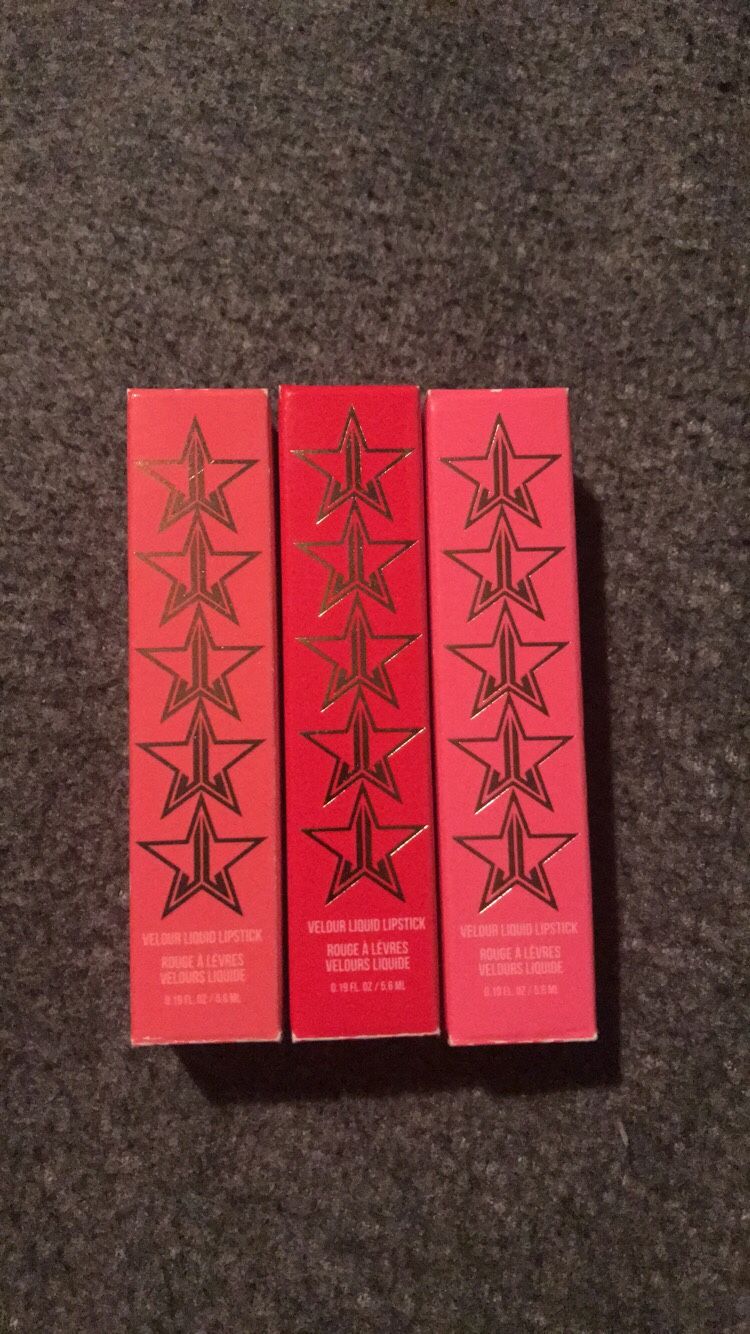 VELOUR LIQUID LIPSTICK
ROUGE À LÈVRES
VELOURS LIQUIDE
0.19 FL. OZ / 5.6 ML
VELOUR LIQUID LIPSTICK
ROUGE À LÈVRES
VELOURS LIQUIDE
0.19 FL. OZ / 5.6 ML
VELOUR LIQUID LIPSTICK
ROUGE À LÈVRES
VELOURS LIQUIDE
0.19 FL. OZ / 5.6 ML